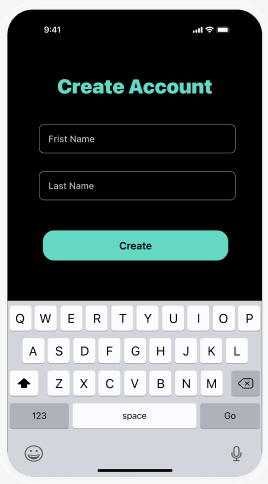 9:41
Create Account
Frist Name
Last Name
Create
Q W E R T Y U I O P
A S D F G H J K L
Z X C V B N M
123 space Go